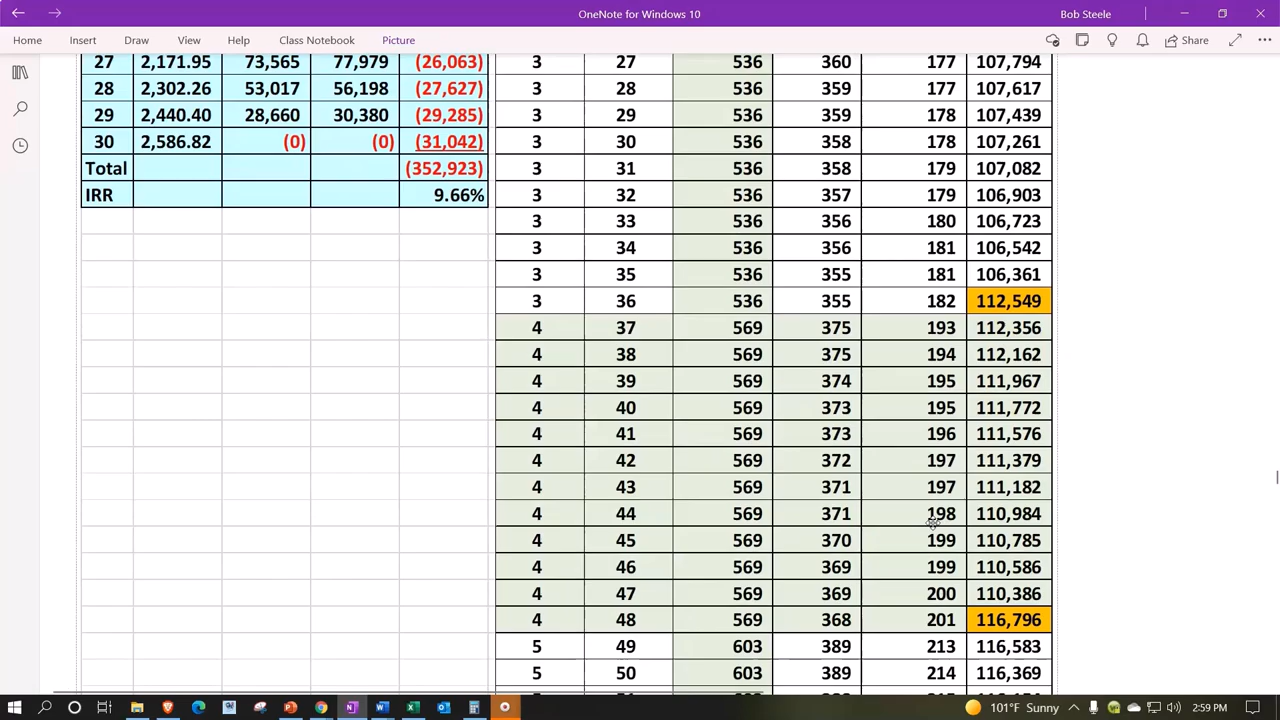 OneNote for Windows 10
Bob Steele
Home Insert Draw View Help Class Notebook Picture
Share
27 2,171.95 73,565 77,979 (26,063) 3 27 536 360 177 107,794
28 2,302.26 53,017 56,198 (27,627) 3 28 536 359 177 107,617
29 2,440.40 28,660 30,380 (29,285) 3 29 536 359 178 107,439
30 2,586.82 (0) (0) (31,042) 3 30 536 358 178 107,261
Total (352,923) 3 31 536 358 179 107,082
IRR 9.66% 3 32 536 357 179 106,903
3 33 536 356 180 106,723
3 34 536 356 181 106,542
3 35 536 355 181 106,361
3 36 536 355 182 112,549
4 37 569 375 193 112,356
4 38 569 375 194 112,162
4 39 569 374 195 111,967
4 40 569 373 195 111,772
4 41 569 373 196 111,576
4 42 569 372 197 111,379
4 43 569 371 197 111,182
4 44 569 371 198 110,984
4 45 569 370 199 110,785
4 46 569 369 199 110,586
4 47 569 369 200 110,386
4 48 569 368 201 116,796
5 49 603 389 213 116,583
5 50 603 389 214 116,369
101°F Sunny 2:59 PM